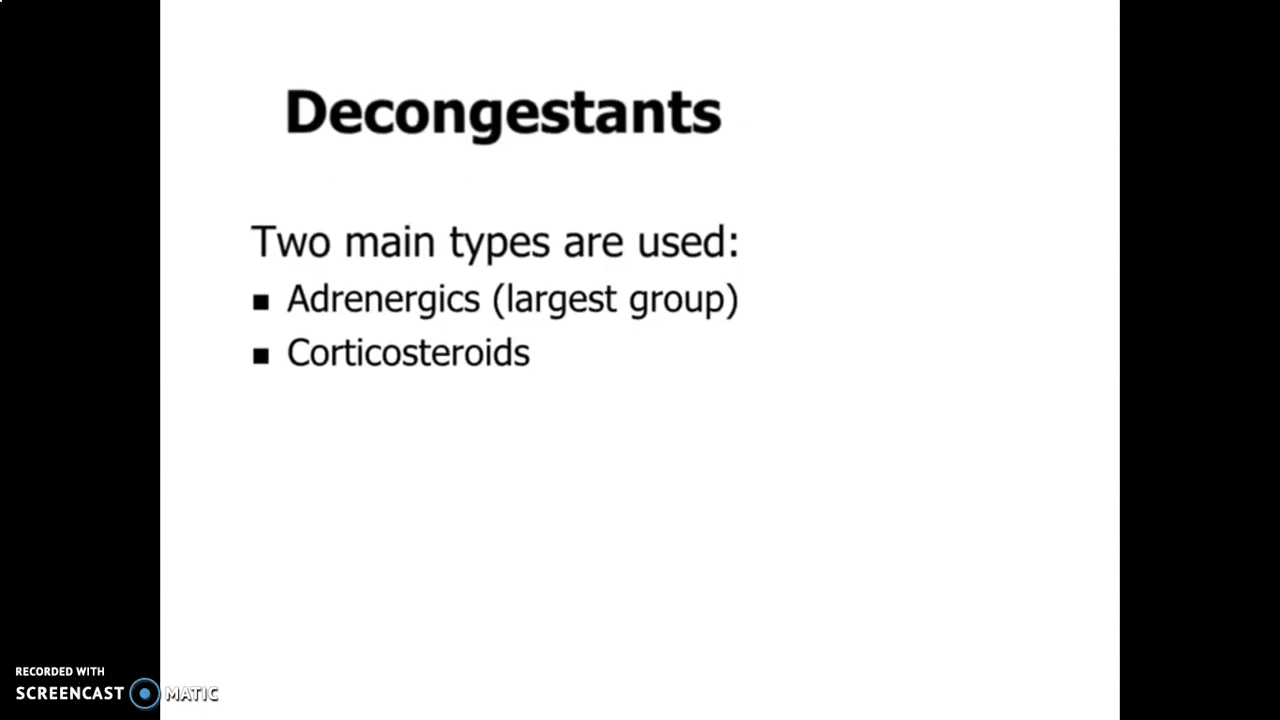 Decongestants
Two main types are used:
■ Adrenergics (largest group)
■ Corticosteroids
RECORDED WITH
SCREENCAST MATIC